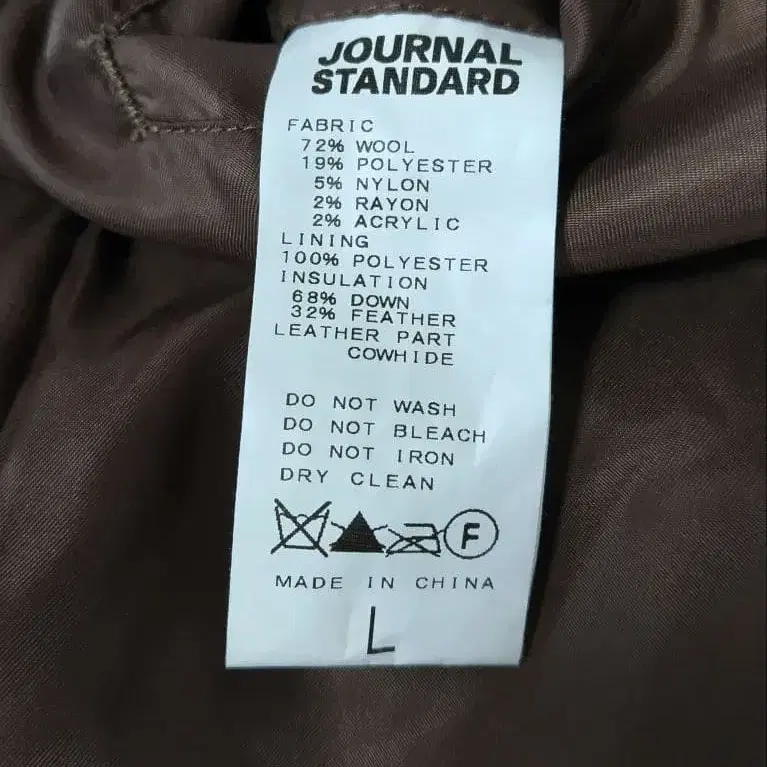 JOURNAL
STANDARD
FABRIC
72% WOOL
19% POLYESTER
5% NYLON
2% RAYON
2% ACRYLIC
LINING
100% POLYESTER
INSULATION
68% DOWN
32% FEATHER
LEATHER PART
COWHIDE
DO NOT WASH
DO NOT BLEACH
DO NOT IRON
DRY CLEAN
F
MADE IN CHINA
L